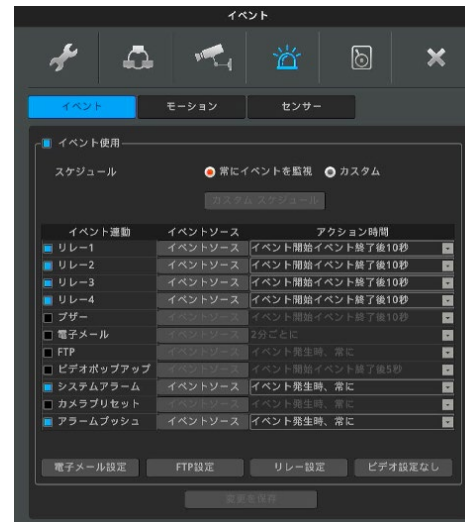 イベント
イベント モーション センサー
イベント使用
スケジュール 常にイベントを監視 カスタム
カスタム スケジュール
イベント連動 イベントソース アクション時間
リレー1 イベントソース イベント開始イベント終了後10秒
リレー2 イベントソース イベント開始イベント終了後10秒
リレー3 イベントソース イベント開始イベント終了後10秒
リレー4 イベントソース イベント開始イベント終了後10秒
ブザー イベントソース イベント開始イベント終了後10秒
電子メール イベントソース 2分ごとに
FTP イベントソース イベント発生時、常に
ビデオポップアップ イベントソース イベント開始イベント終了後5秒
システムアラーム イベントソース イベント発生時、常に
カメラプリセット イベントソース イベント発生時、常に
アラームプッシュ イベントソース イベント発生時、常に
電子メール設定 FTP設定 リレー設定 ビデオ設定なし
変更を保存